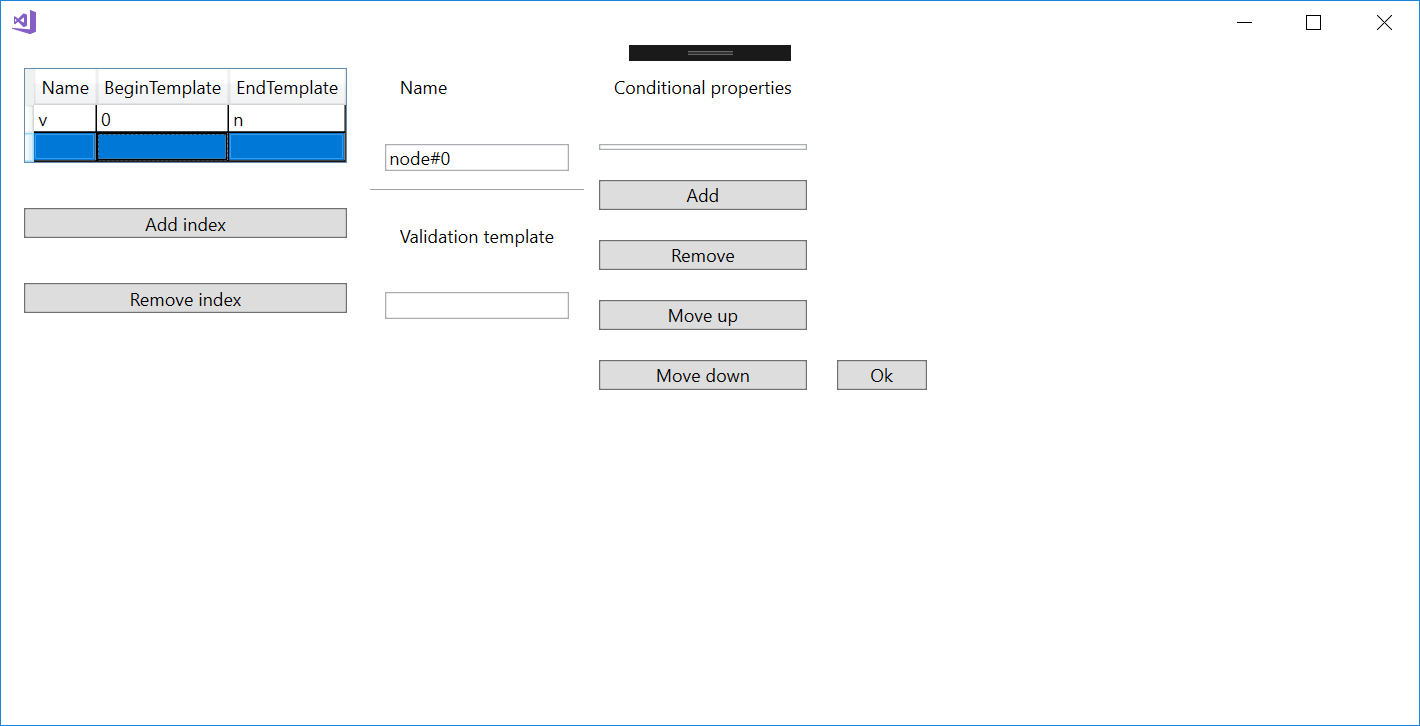 Name BeginTemplate EndTemplate
v 0 n
Add index
Remove index
Name
node#0
Validation template
Conditional properties
Add
Remove
Move up
Move down
Ok